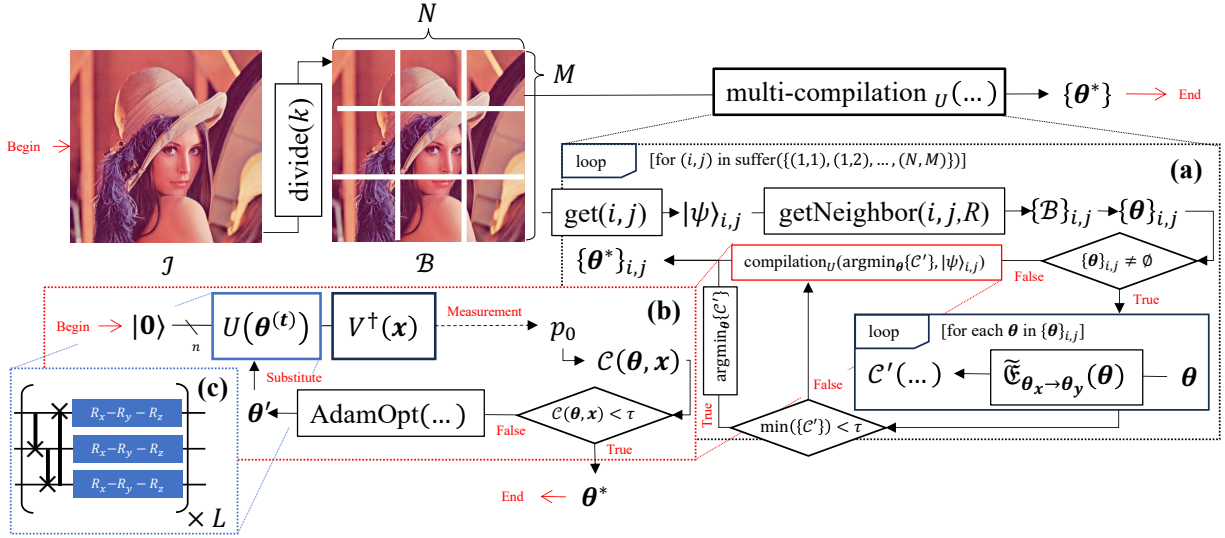 N
M
Begin
divide(k)
𝓘
𝓑
multi-compilation _U(…)
{𝜽*}
End
loop
[for (i, j) in suffer({(1,1), (1,2), …, (N, M)})]
(a)
get(i, j)
|ψ⟩_{i,j}
getNeighbor(i, j,R)
{𝓑}_{i,j}
{𝜽}_{i,j}
{𝜽*}_{i,j}
compilation_U(argmin_𝜽{𝒞′}, |ψ⟩_{i,j})
False
{𝜽}_{i,j} ≠ ∅
True
argmin_𝜽{𝒞′}
True
False
min({𝒞′}) < τ
loop
[for each 𝜽 in {𝜽}_{i,j}]
𝒞′(…)
𝕰̃_{𝜽_𝒙→𝜽_𝒚}(𝜽)
𝜽
(b)
Begin
|𝟎⟩
n
U(𝜽^{(𝒕)})
V†(𝒙)
Measurement
p_0
𝒞(𝜽, 𝒙)
Substitute
𝜽′
AdamOpt(…)
False
𝒞(𝜽, 𝒙) < τ
True
End
𝜽*
(c)
R_x−R_y − R_z
R_x−R_y − R_z
R_x−R_y − R_z
× L